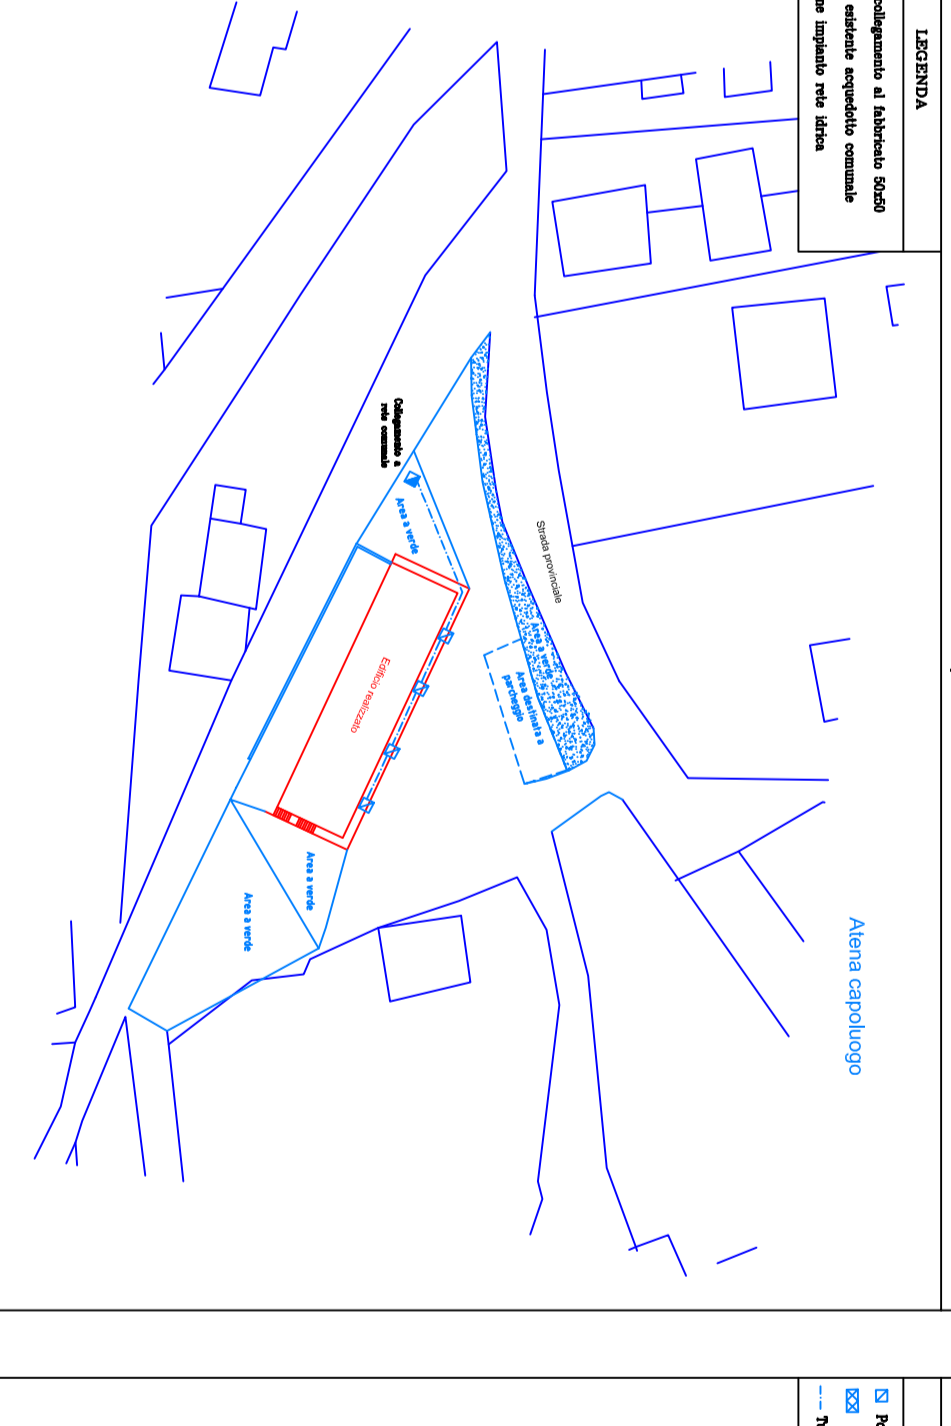 LEGENDA
collegamento al fabbricato 50x50
esistente acquedotto comunale
ne impianto rete idrica
Atena capoluogo
Strada provinciale
Area a verde
Area destinata a
parcheggio
Collegamento a
rete comunale
Area a verde
Edificio realizzato
Area a verde
Area a verde